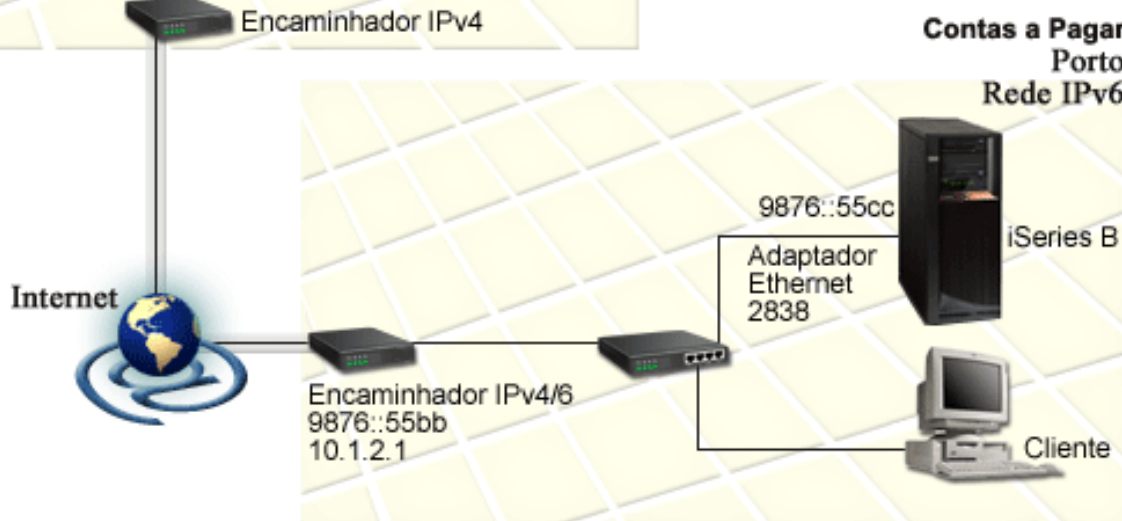 Encaminhador IPv4
Contas a Pagar
Porto
Rede IPv6
9876::55cc
iSeries B
Adaptador
Ethernet
2838
Internet
Encaminhador IPv4/6
9876::55bb
10.1.2.1
Cliente